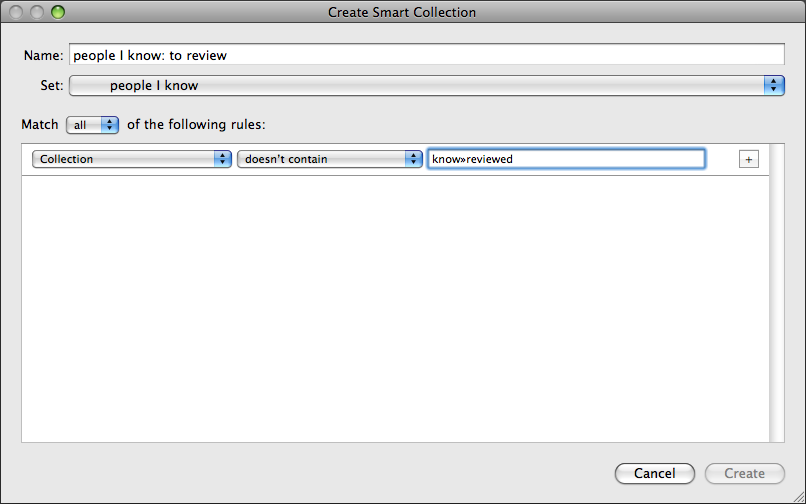 Create Smart Collection
Name: people I know: to review
Set: people I know
Match all of the following rules:
Collection doesn't contain know»reviewed +
Cancel Create